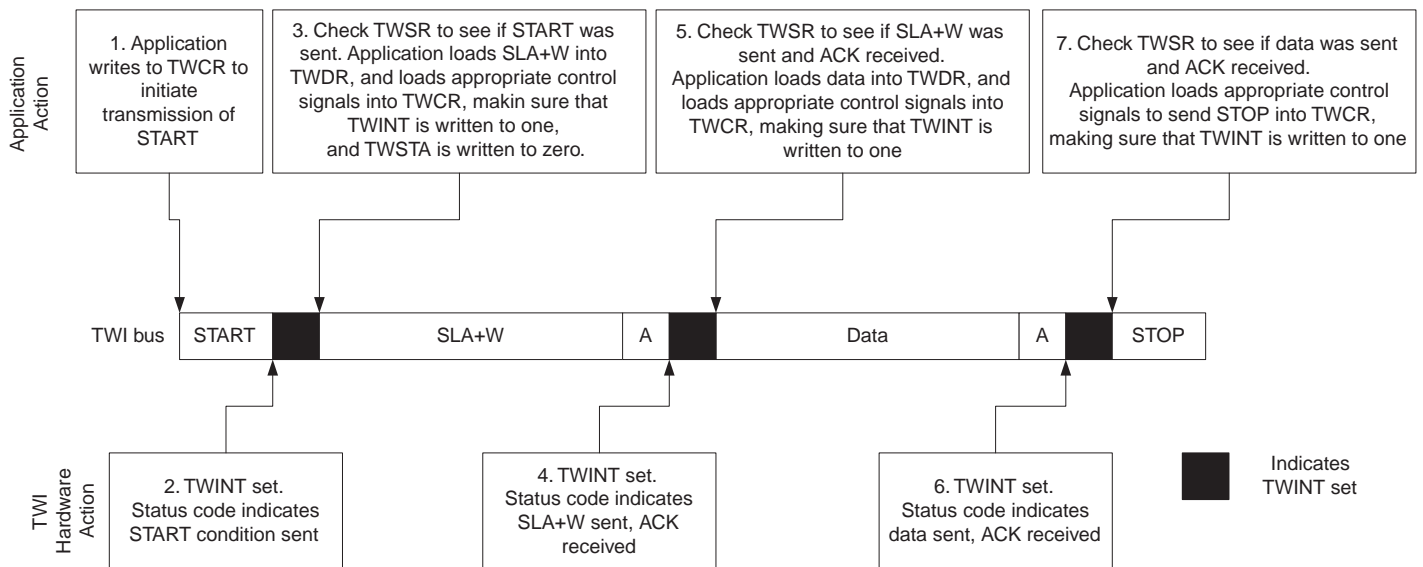 Application
Action
1. Application
writes to TWCR to
initiate
transmission of
START
3. Check TWSR to see if START was
sent. Application loads SLA+W into
TWDR, and loads appropriate control
signals into TWCR, makin sure that
TWINT is written to one,
and TWSTA is written to zero.
5. Check TWSR to see if SLA+W was
sent and ACK received.
Application loads data into TWDR, and
loads appropriate control signals into
TWCR, making sure that TWINT is
written to one
7. Check TWSR to see if data was sent
and ACK received.
Application loads appropriate control
signals to send STOP into TWCR,
making sure that TWINT is written to one
TWI bus
START
SLA+W
A
Data
A
STOP
TWI
Hardware
Action
2. TWINT set.
Status code indicates
START condition sent
4. TWINT set.
Status code indicates
SLA+W sent, ACK
received
6. TWINT set.
Status code indicates
data sent, ACK received
Indicates
TWINT set